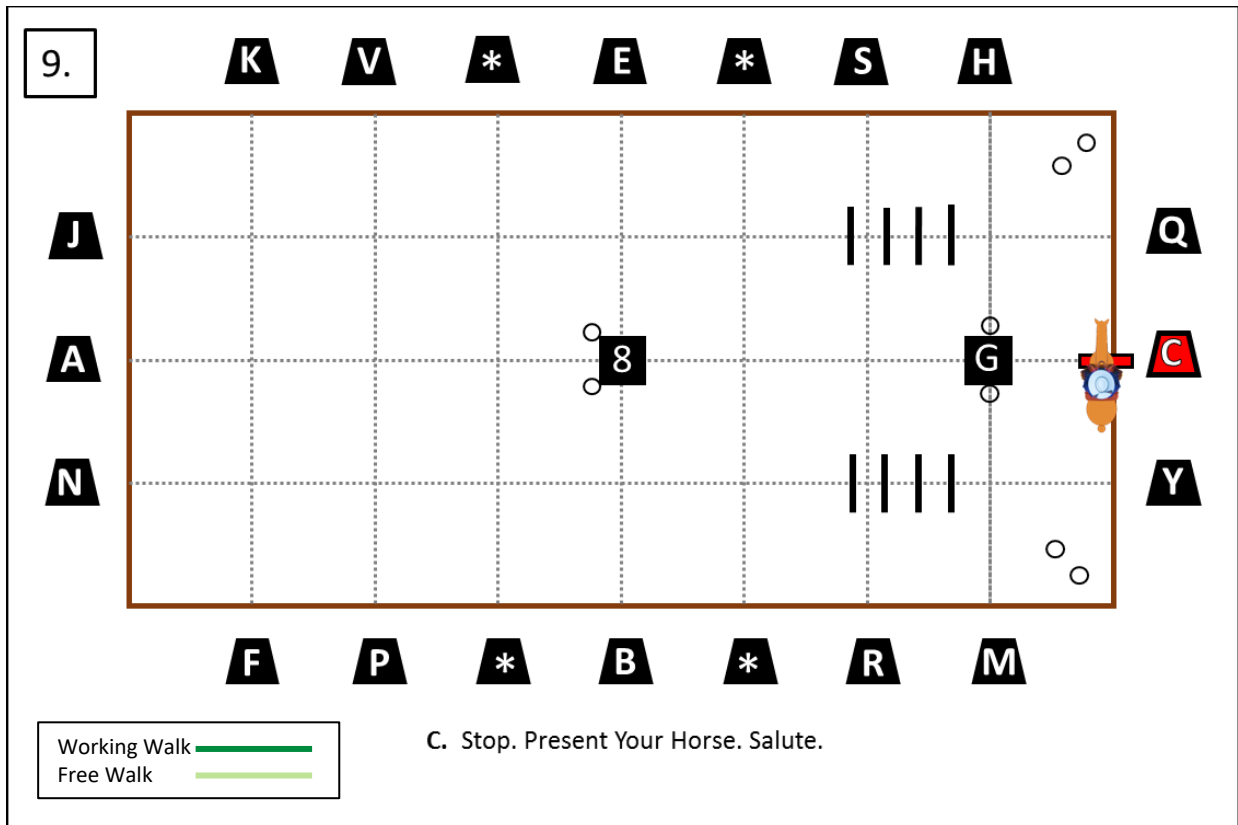 9.
K V * E * S H
J Q
A 8 G C
N Y
F P * B * R M
Working Walk
Free Walk
C. Stop. Present Your Horse. Salute.